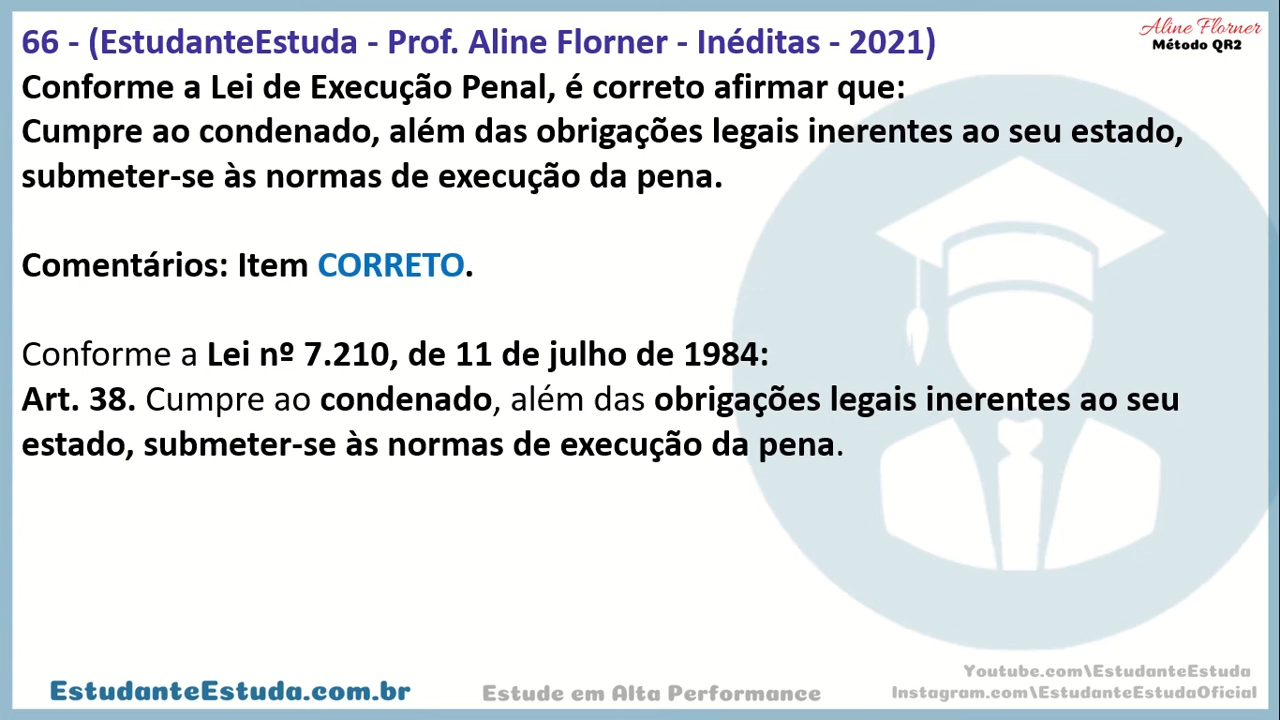 66 - (EstudanteEstuda - Prof. Aline Florner - Inéditas - 2021)
Aline Florner
Método QR2
Conforme a Lei de Execução Penal, é correto afirmar que:
Cumpre ao condenado, além das obrigações legais inerentes ao seu estado,
submeter-se às normas de execução da pena.
Comentários: Item CORRETO.
Conforme a Lei nº 7.210, de 11 de julho de 1984:
Art. 38. Cumpre ao condenado, além das obrigações legais inerentes ao seu
estado, submeter-se às normas de execução da pena.
EstudanteEstuda.com.br
Estude em Alta Performance
Youtube.com\EstudanteEstuda
Instagram.com\EstudanteEstudaOficial